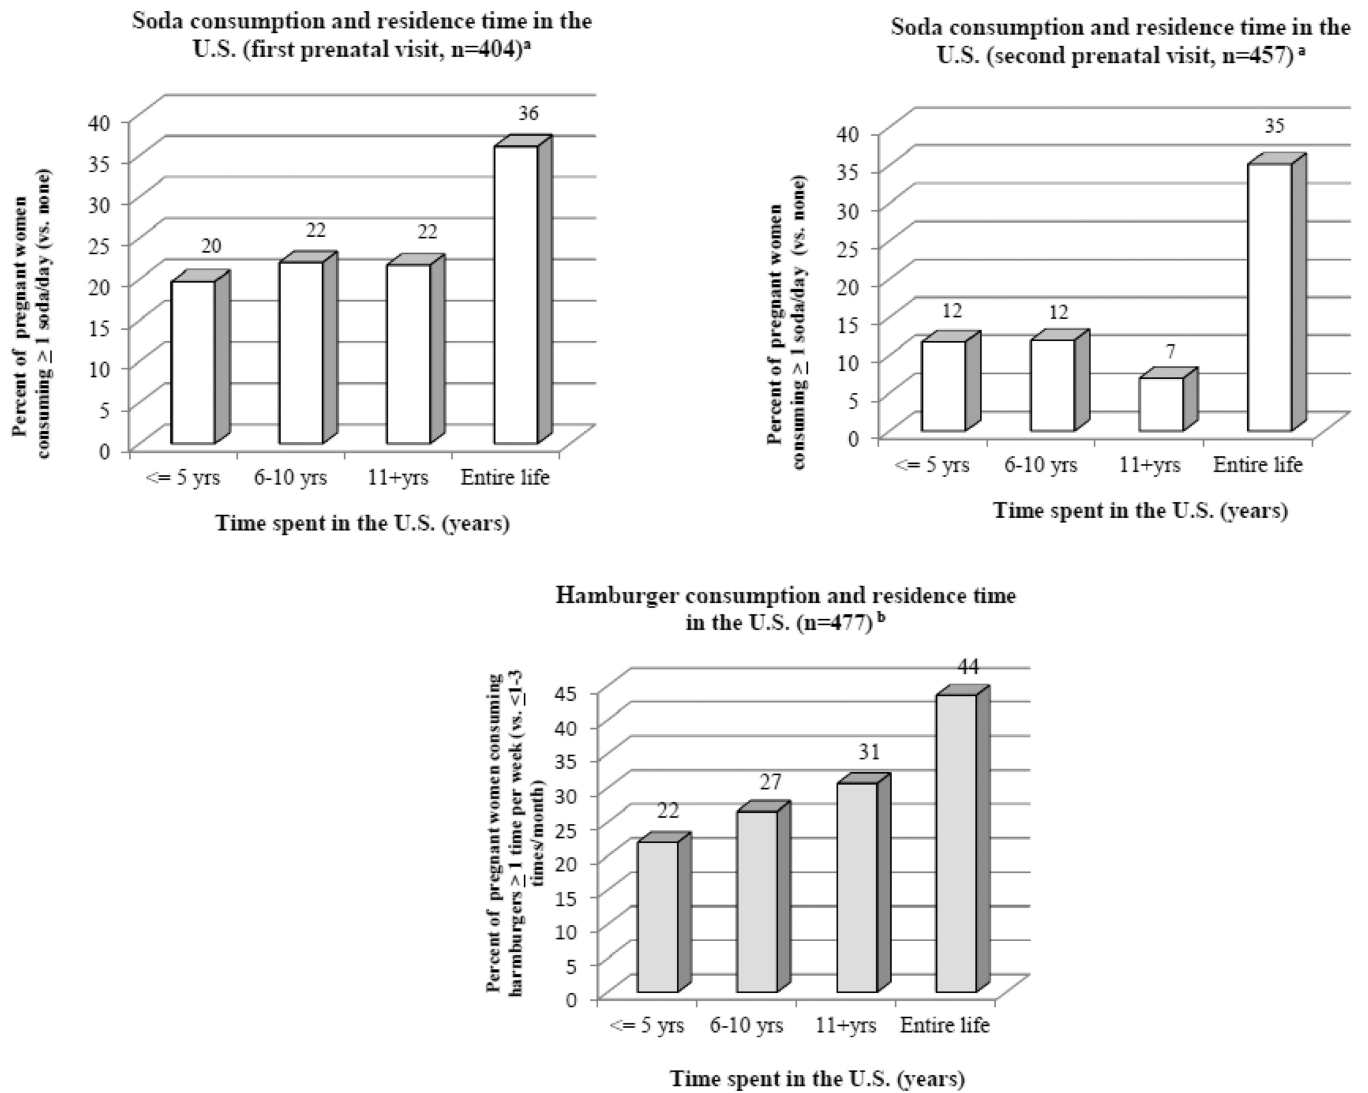 Soda consumption and residence time in the
U.S. (first prenatal visit, n=404)ᵃ
Percent of pregnant women
consuming ≥ 1 soda/day (vs. none)
40
35
30
25
20
15
10
5
0
20
22
22
36
<= 5 yrs
6-10 yrs
11+yrs
Entire life
Time spent in the U.S. (years)
Soda consumption and residence time in the
U.S. (second prenatal visit, n=457) ᵃ
Percent of pregnant women
consuming ≥ 1 soda/day (vs. none)
40
35
30
25
20
15
10
5
0
12
12
7
35
<= 5 yrs
6-10 yrs
11+yrs
Entire life
Time spent in the U.S. (years)
Hamburger consumption and residence time
in the U.S. (n=477) ᵇ
Percent of pregnant women consuming
harmburgers ≥ 1 time per week (vs. ≤1-3
times/month)
45
40
35
30
25
20
15
10
5
0
22
27
31
44
<= 5 yrs
6-10 yrs
11+yrs
Entire life
Time spent in the U.S. (years)